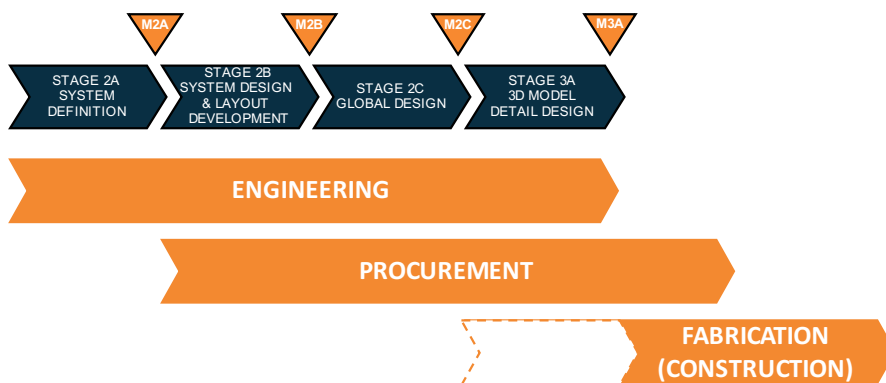 M2A
M2B
M2C
M3A
STAGE 2A
SYSTEM
DEFINITION
STAGE 2B
SYSTEM DESIGN
& LAYOUT
DEVELOPMENT
STAGE 2C
GLOBAL DESIGN
STAGE 3A
3D MODEL
DETAIL DESIGN
ENGINEERING
PROCUREMENT
FABRICATION
(CONSTRUCTION)